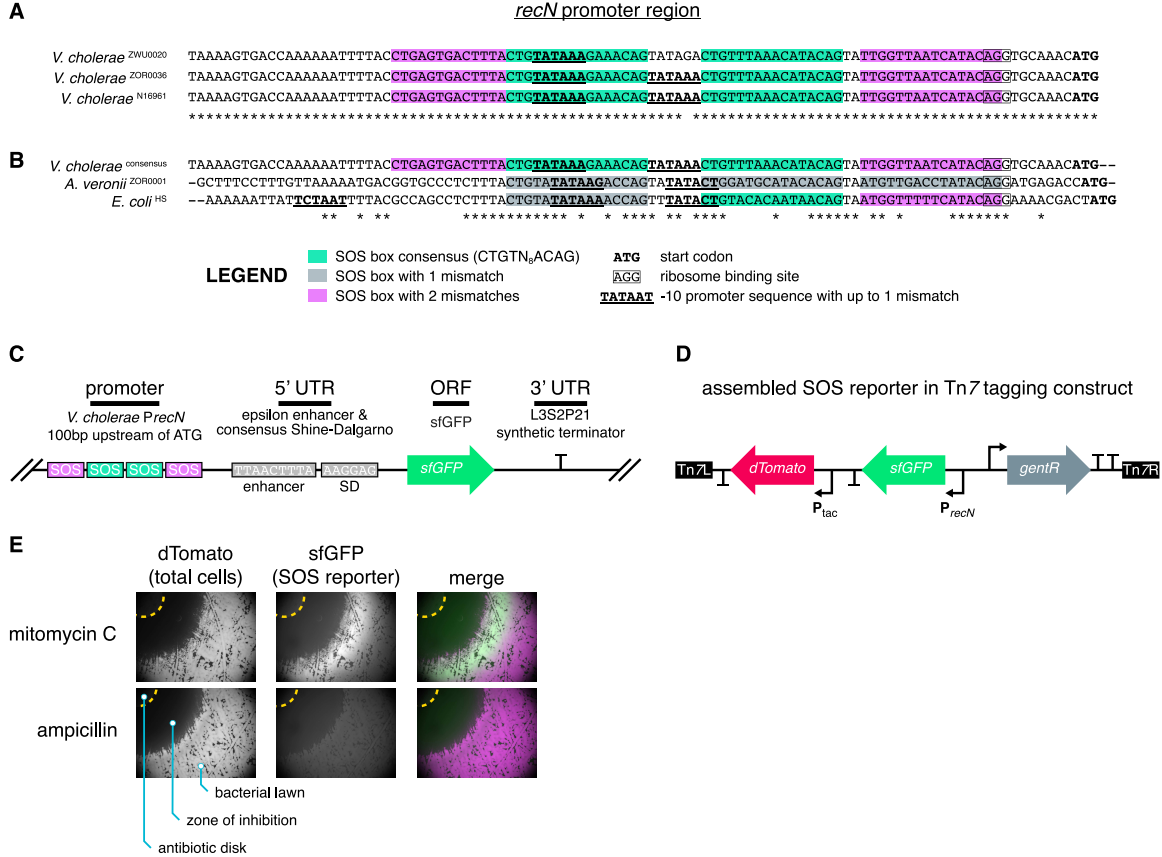 A
recN promoter region
V. cholerae ZWU0020 TAAAAGTGACCAAAAAATTTTACCTGAGTGACTTTACTGTATAAAGAAACAGTATAGACTGTTTAAACATACAGTATTGGTTAATCATACAGGTGCAAACATG
V. cholerae ZOR0036 TAAAAGTGACCAAAAAATTTTACCTGAGTGACTTTACTGTATAAAGAAACAGTATAAACTGTTTAAACATACAGTATTGGTTAATCATACAGGTGCAAACATG
V. cholerae N16961 TAAAAGTGACCAAAAAATTTTACCTGAGTGACTTTACTGTATAAAGAAACAGTATAAACTGTTTAAACATACAGTATTGGTTAATCATACAGGTGCAAACATG
B
V. cholerae consensus TAAAAGTGACCAAAAAATTTTACCTGAGTGACTTTACTGTATAAAGAAACAGTATAAACTGTTTAAACATACAGTATTGGTTAATCATACAGGTGCAAACATG--
A. veronii ZOR0001 -GCTTTCCTTTGTTAAAAATGACGGTGCCCTCTTTACTGTATATAAGACCAGTATATACTGGATGCATACACAGTAATGTTGACCTATACAGGATGAGACCATG-
E. coli HS --AAAAAATTATTCTAATTTTACGCCAGCCTCTTTACTGTATATAAAACCAGTTTATACTGTACACAATAACAGTAATGGTTTTTCATACAGGAAAACGACTATG
LEGEND
SOS box consensus (CTGTN8ACAG)
SOS box with 1 mismatch
SOS box with 2 mismatches
ATG start codon
AGG ribosome binding site
TATAAT -10 promoter sequence with up to 1 mismatch
C
promoter
V. cholerae PrecN
100bp upstream of ATG
5' UTR
epsilon enhancer &
consensus Shine-Dalgarno
ORF
sfGFP
3' UTR
L3S2P21
synthetic terminator
SOS SOS SOS SOS
TTAACTTTA AAGGAG
enhancer SD
sfGFP
D
assembled SOS reporter in Tn7 tagging construct
Tn7L dTomato sfGFP gentR Tn7R
Ptac PrecN
E
dTomato
(total cells)
sfGFP
(SOS reporter)
merge
mitomycin C
ampicillin
bacterial lawn
zone of inhibition
antibiotic disk